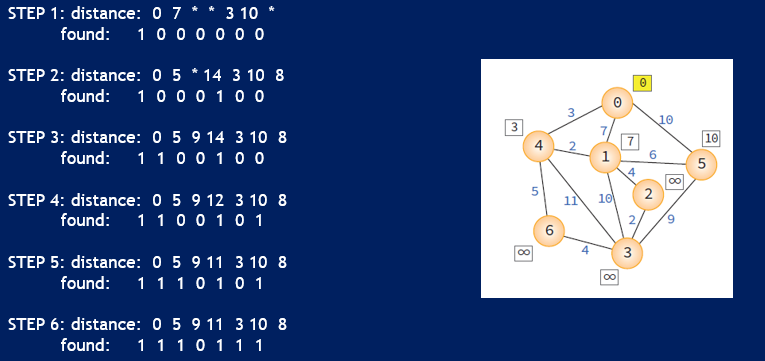 STEP 1: distance: 0 7 * * 3 10 *
found: 1 0 0 0 0 0 0
STEP 2: distance: 0 5 * 14 3 10 8
found: 1 0 0 0 1 0 0
STEP 3: distance: 0 5 9 14 3 10 8
found: 1 1 0 0 1 0 0
STEP 4: distance: 0 5 9 12 3 10 8
found: 1 1 0 0 1 0 1
STEP 5: distance: 0 5 9 11 3 10 8
found: 1 1 1 0 1 0 1
STEP 6: distance: 0 5 9 11 3 10 8
found: 1 1 1 0 1 1 1
0
0
3
10
3
7
7
10
4
2
1
6
5
4
∞
5
11
10
2
2
9
6
∞
4
3
∞